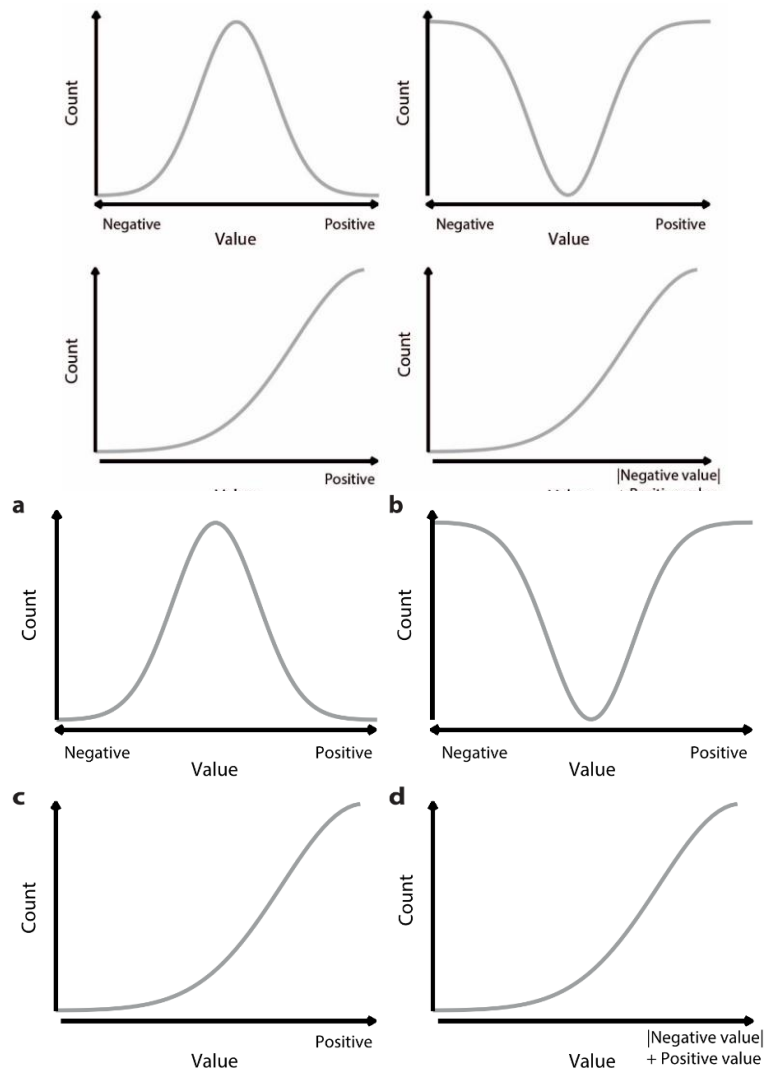 Count
Count
Negative
Positive
Negative
Positive
Value
Value
Count
Count
Positive
|Negative value|
a
b
Count
Count
Negative
Positive
Negative
Positive
Value
Value
c
d
Count
Count
Positive
|Negative value|
+ Positive value
Value
Value